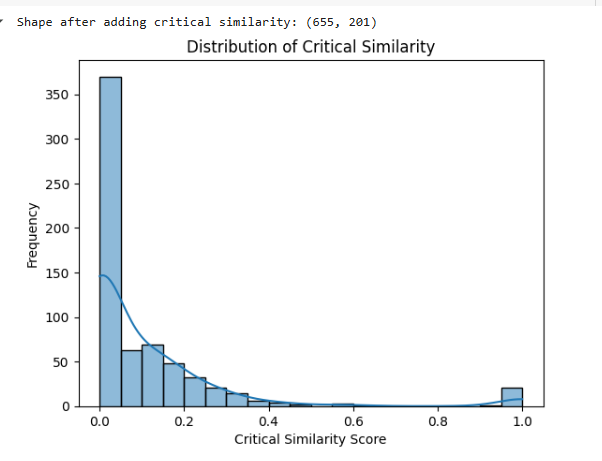 Shape after adding critical similarity: (655, 201)
Distribution of Critical Similarity
350
300
250
200
150
100
50
0
Frequency
0.0 0.2 0.4 0.6 0.8 1.0
Critical Similarity Score